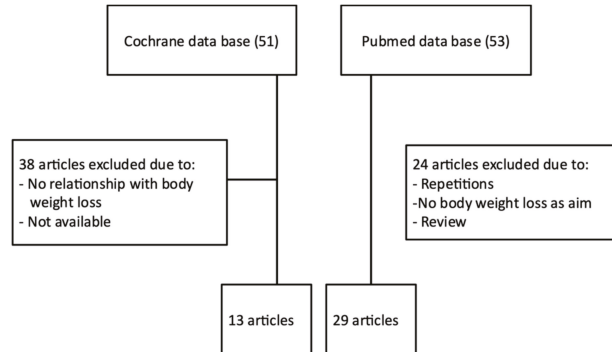 Cochrane data base (51)
Pubmed data base (53)
38 articles excluded due to:
- No relationship with body
weight loss
- Not available
24 articles excluded due to:
- Repetitions
-No body weight loss as aim
- Review
13 articles
29 articles